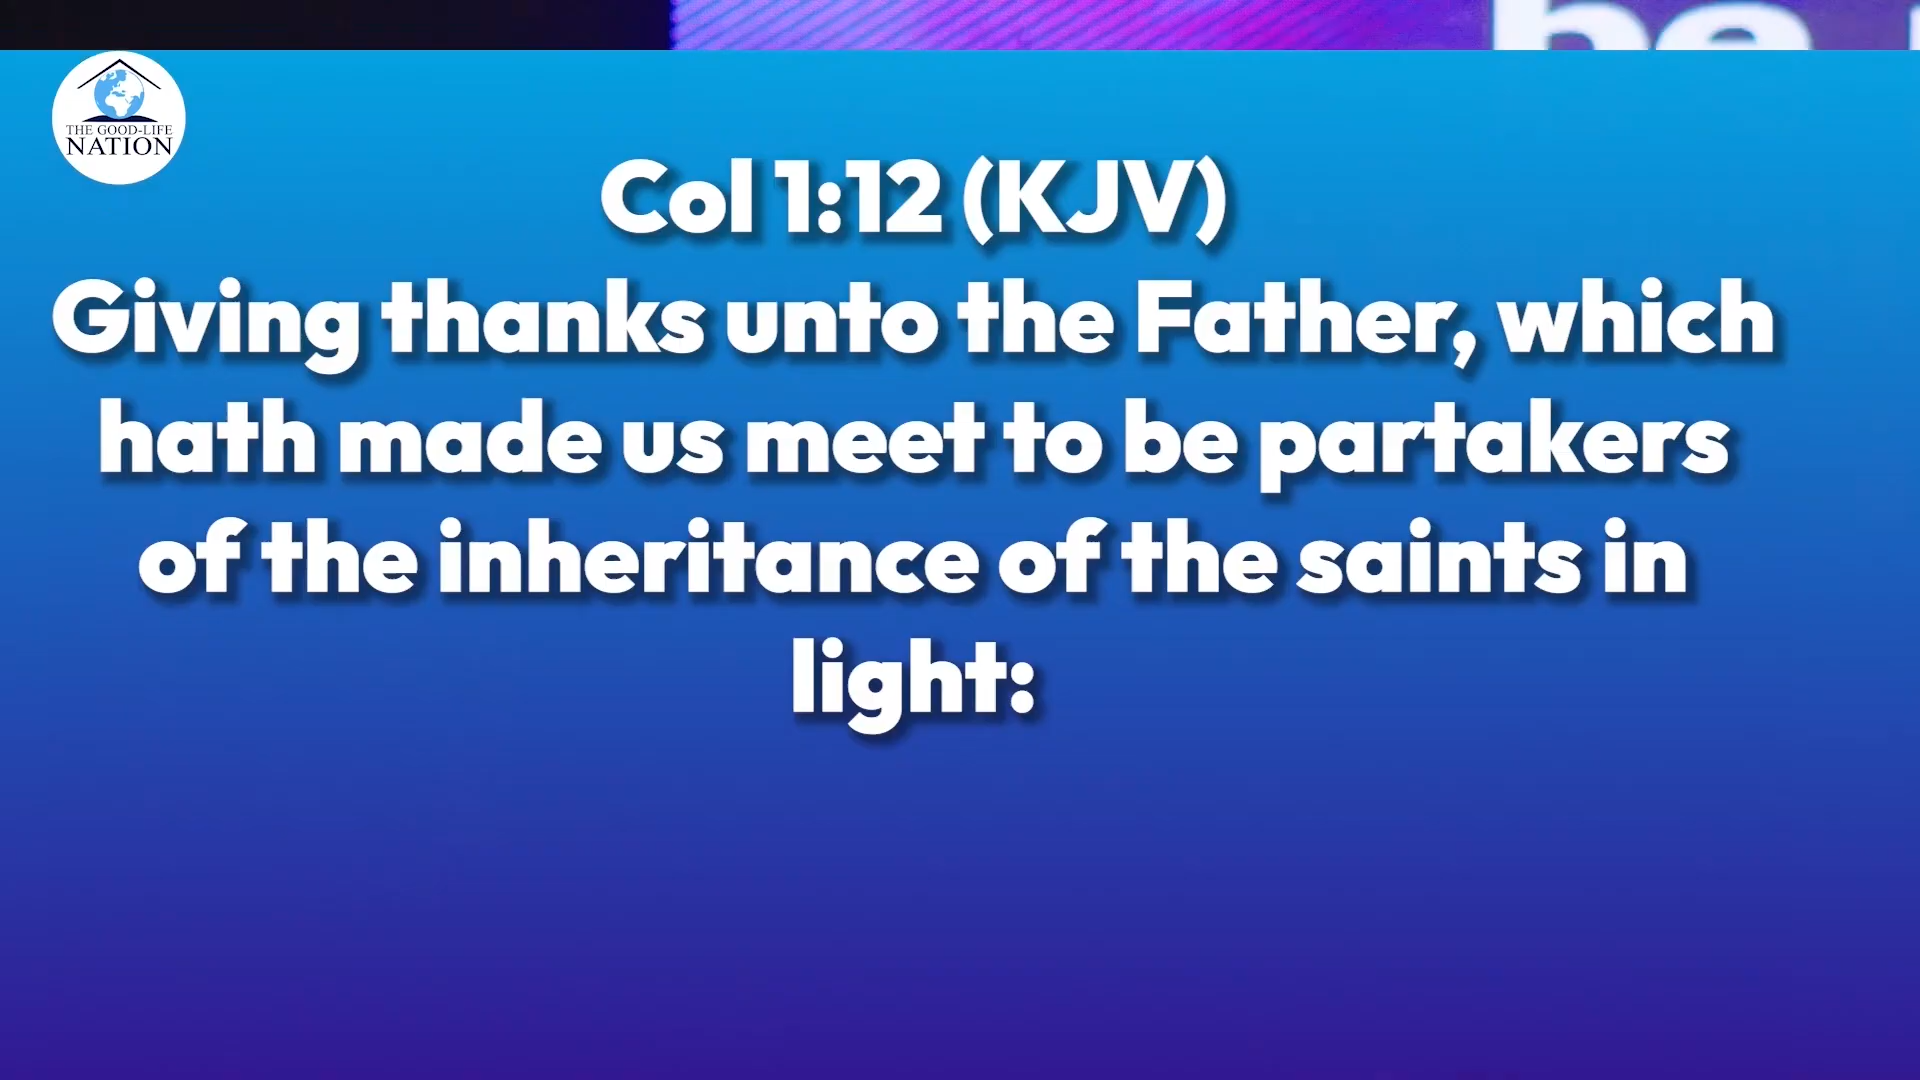 be
THE GOOD-LIFE
NATION
Col 1:12 (KJV)
Giving thanks unto the Father, which
hath made us meet to be partakers
of the inheritance of the saints in
light: